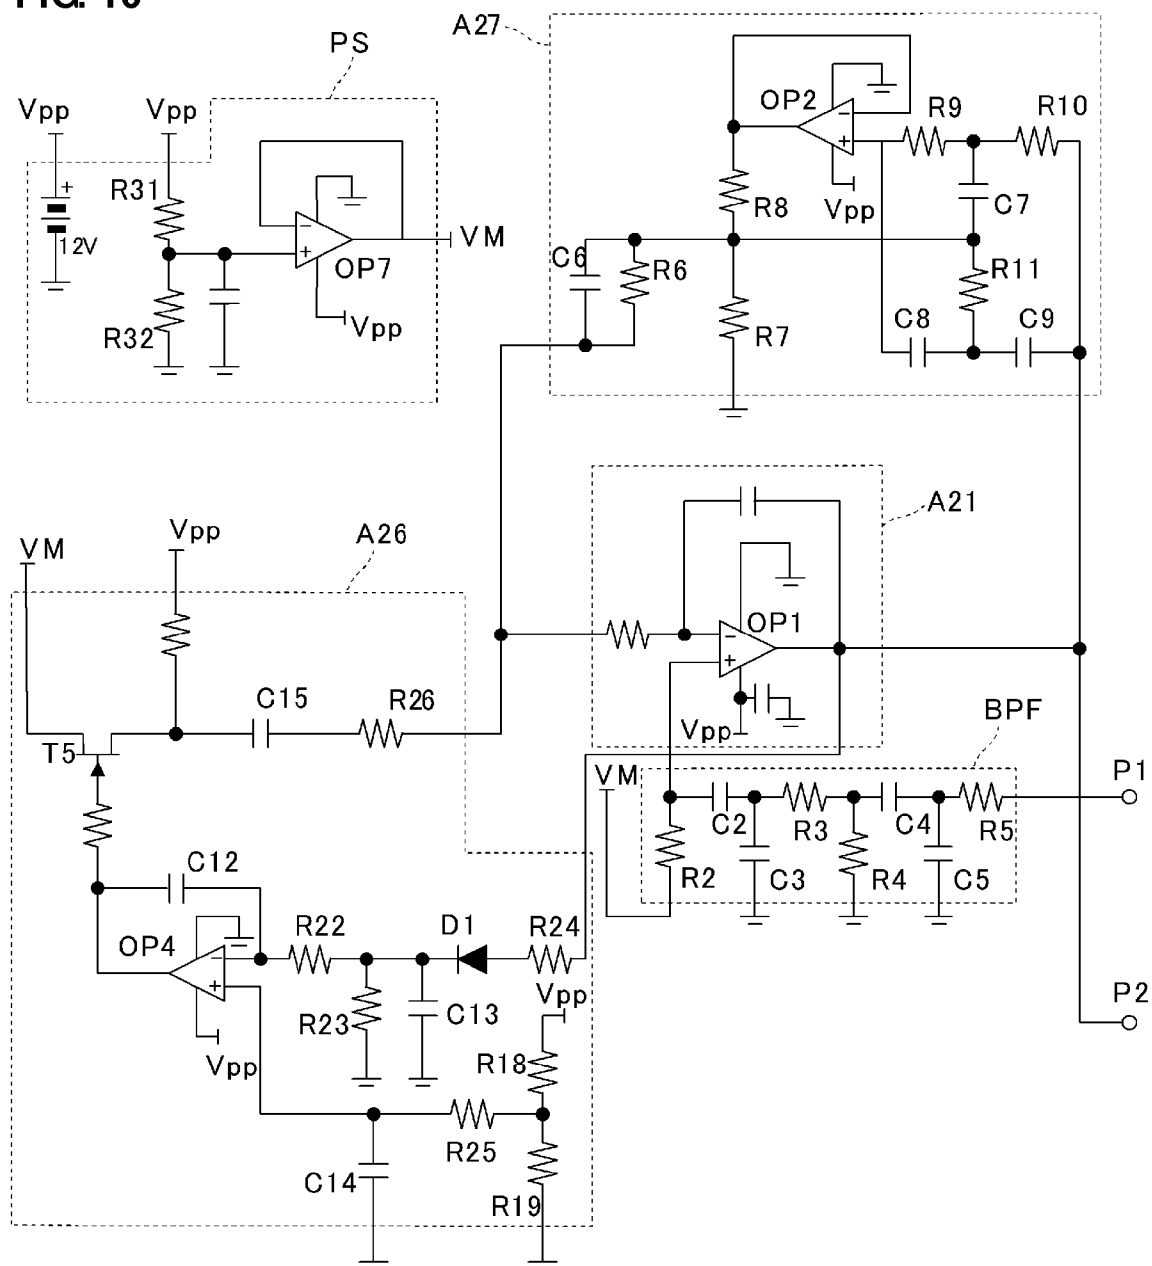 A27
PS
Vpp
Vpp
OP2
R9
R10
R31
+
12V
−
+
OP7
VM
R32
Vpp
−
+
R8
Vpp
C7
C6
R6
R11
R7
C8
C9
A21
VM
Vpp
A26
−
+
OP1
Vpp
C15
R26
T5
BPF
VM
P1
C2
R3
C4
R5
R2
C3
R4
C5
C12
OP4
−
+
R22
D1
R24
Vpp
R23
C13
Vpp
R18
P2
R25
C14
R19